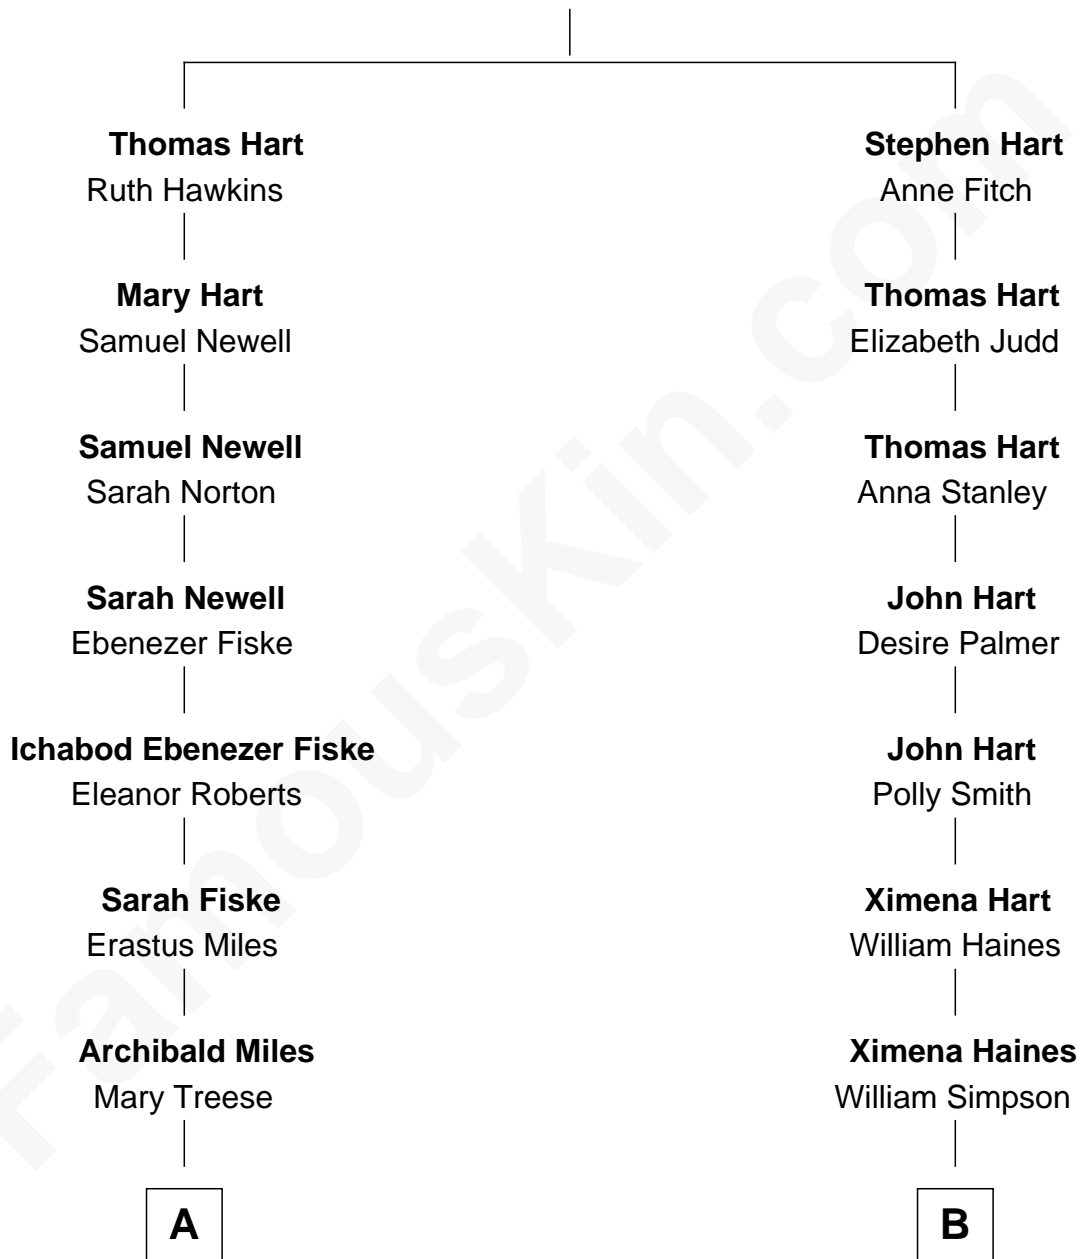 Thomas Hart
Ruth Hawkins
Mary Hart
Samuel Newell
Samuel Newell
Sarah Norton
Sarah Newell
Ebenezer Fiske
Ichabod Ebenezer Fiske
Eleanor Roberts
Sarah Fiske
Erastus Miles
Archibald Miles
Mary Treese
A
Stephen Hart
Anne Fitch
Thomas Hart
Elizabeth Judd
Thomas Hart
Anna Stanley
John Hart
Desire Palmer
John Hart
Polly Smith
Ximena Hart
William Haines
Ximena Haines
William Simpson
B
FamousKin.com